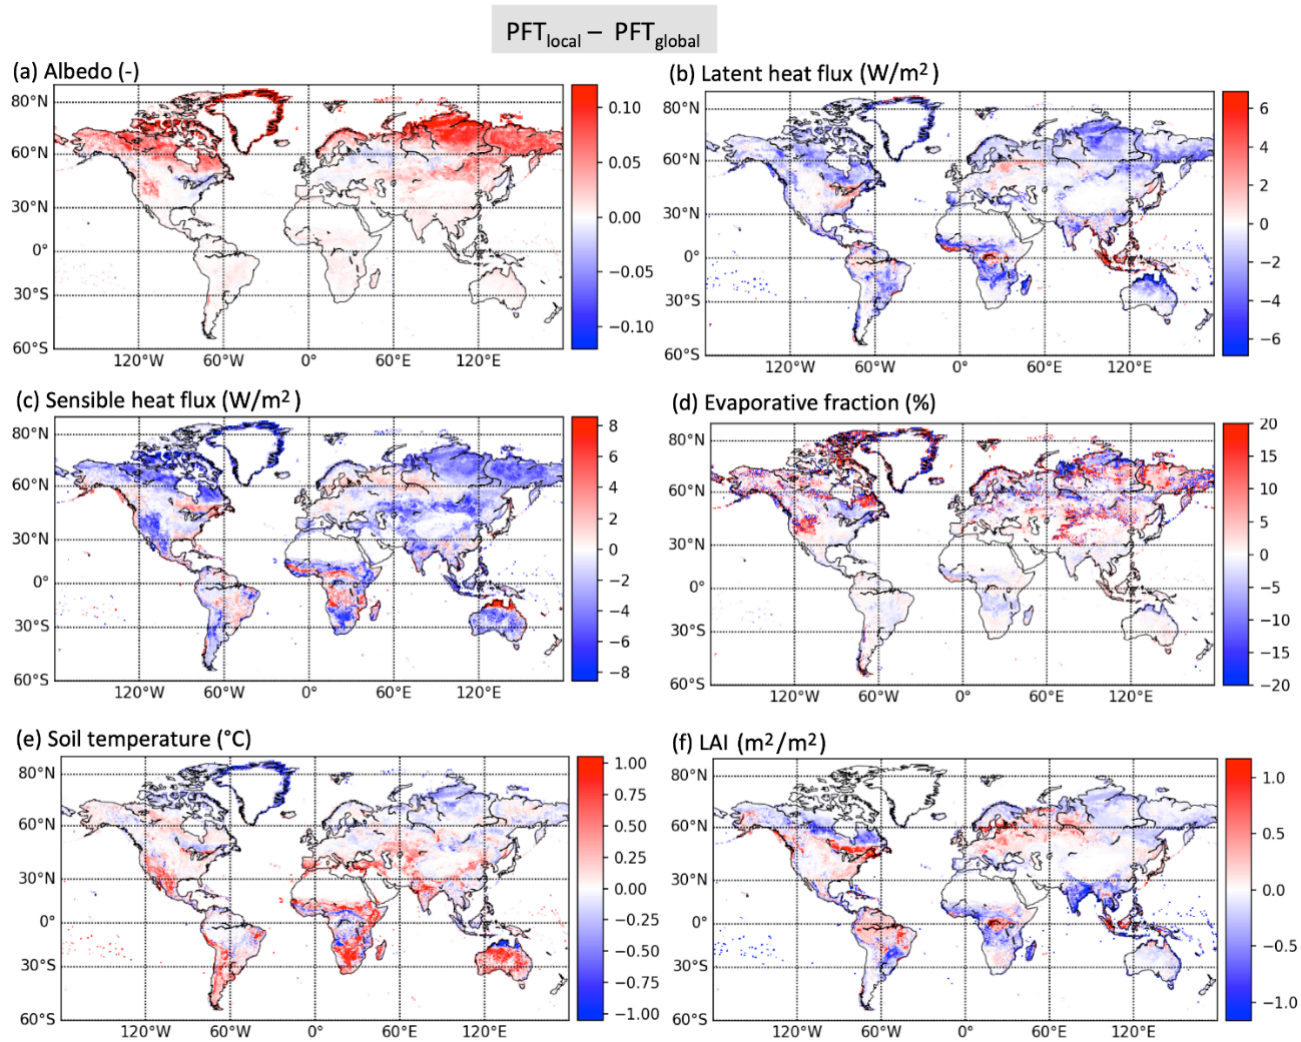 PFTlocal – PFTglobal
(a) Albedo (-)
80°N
60°N
30°N
0°
30°S
60°S
120°W 60°W 0° 60°E 120°E
0.10
0.05
0.00
−0.05
−0.10
(b) Latent heat flux (W/m²)
80°N
60°N
30°N
0°
30°S
60°S
120°W 60°W 0° 60°E 120°E
6
4
2
0
−2
−4
−6
(c) Sensible heat flux (W/m²)
80°N
60°N
30°N
0°
30°S
60°S
120°W 60°W 0° 60°E 120°E
8
6
4
2
0
−2
−4
−6
−8
(d) Evaporative fraction (%)
80°N
60°N
30°N
0°
30°S
60°S
120°W 60°W 0° 60°E 120°E
20
15
10
5
0
−5
−10
−15
−20
(e) Soil temperature (°C)
80°N
60°N
30°N
0°
30°S
60°S
120°W 60°W 0° 60°E 120°E
1.00
0.75
0.50
0.25
0.00
−0.25
−0.50
−0.75
−1.00
(f) LAI (m²/m²)
80°N
60°N
30°N
0°
30°S
60°S
120°W 60°W 0° 60°E 120°E
1.0
0.5
0.0
−0.5
−1.0